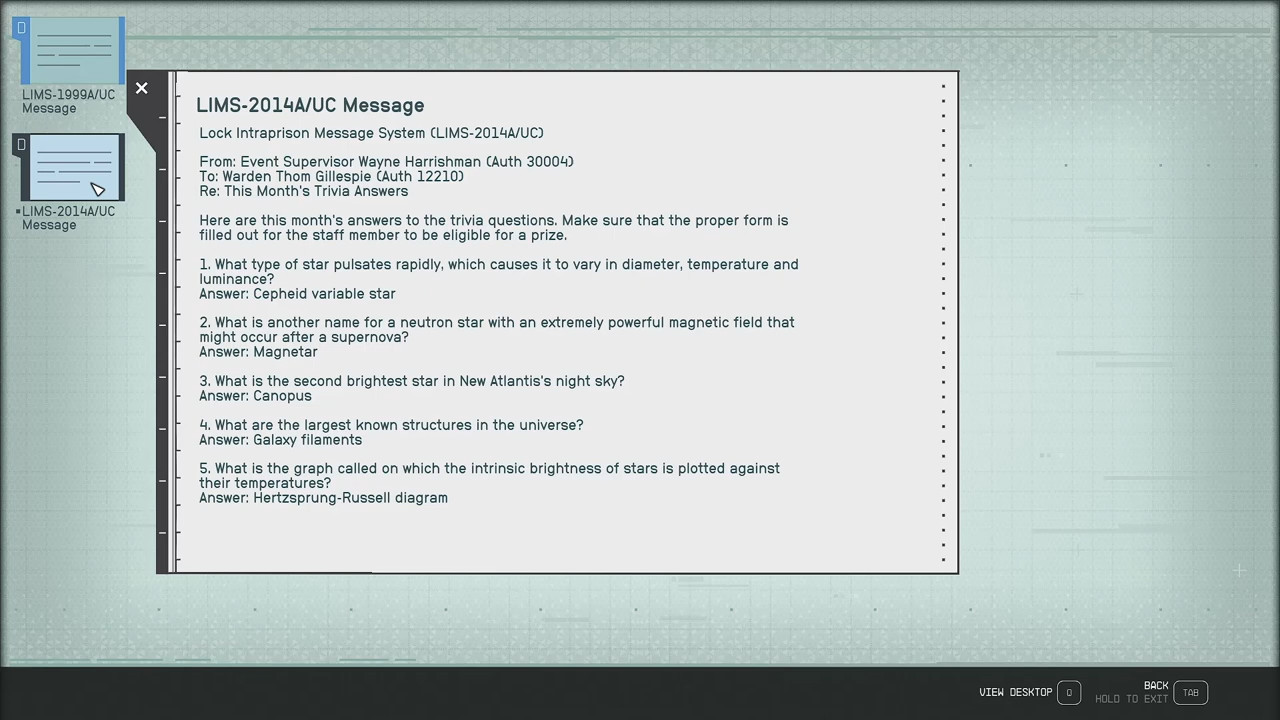 LIMS-1999A/UC
Message
LIMS-2014A/UC
Message
LIMS-2014A/UC Message
Lock Intraprison Message System (LIMS-2014A/UC)
From: Event Supervisor Wayne Harrishman (Auth 30004)
To: Warden Thom Gillespie (Auth 12210)
Re: This Month's Trivia Answers
Here are this month's answers to the trivia questions. Make sure that the proper form is
filled out for the staff member to be eligible for a prize.
1. What type of star pulsates rapidly, which causes it to vary in diameter, temperature and
luminance?
Answer: Cepheid variable star
2. What is another name for a neutron star with an extremely powerful magnetic field that
might occur after a supernova?
Answer: Magnetar
3. What is the second brightest star in New Atlantis's night sky?
Answer: Canopus
4. What are the largest known structures in the universe?
Answer: Galaxy filaments
5. What is the graph called on which the intrinsic brightness of stars is plotted against
their temperatures?
Answer: Hertzsprung-Russell diagram
VIEW DESKTOP Q
BACK
HOLD TO EXIT TAB